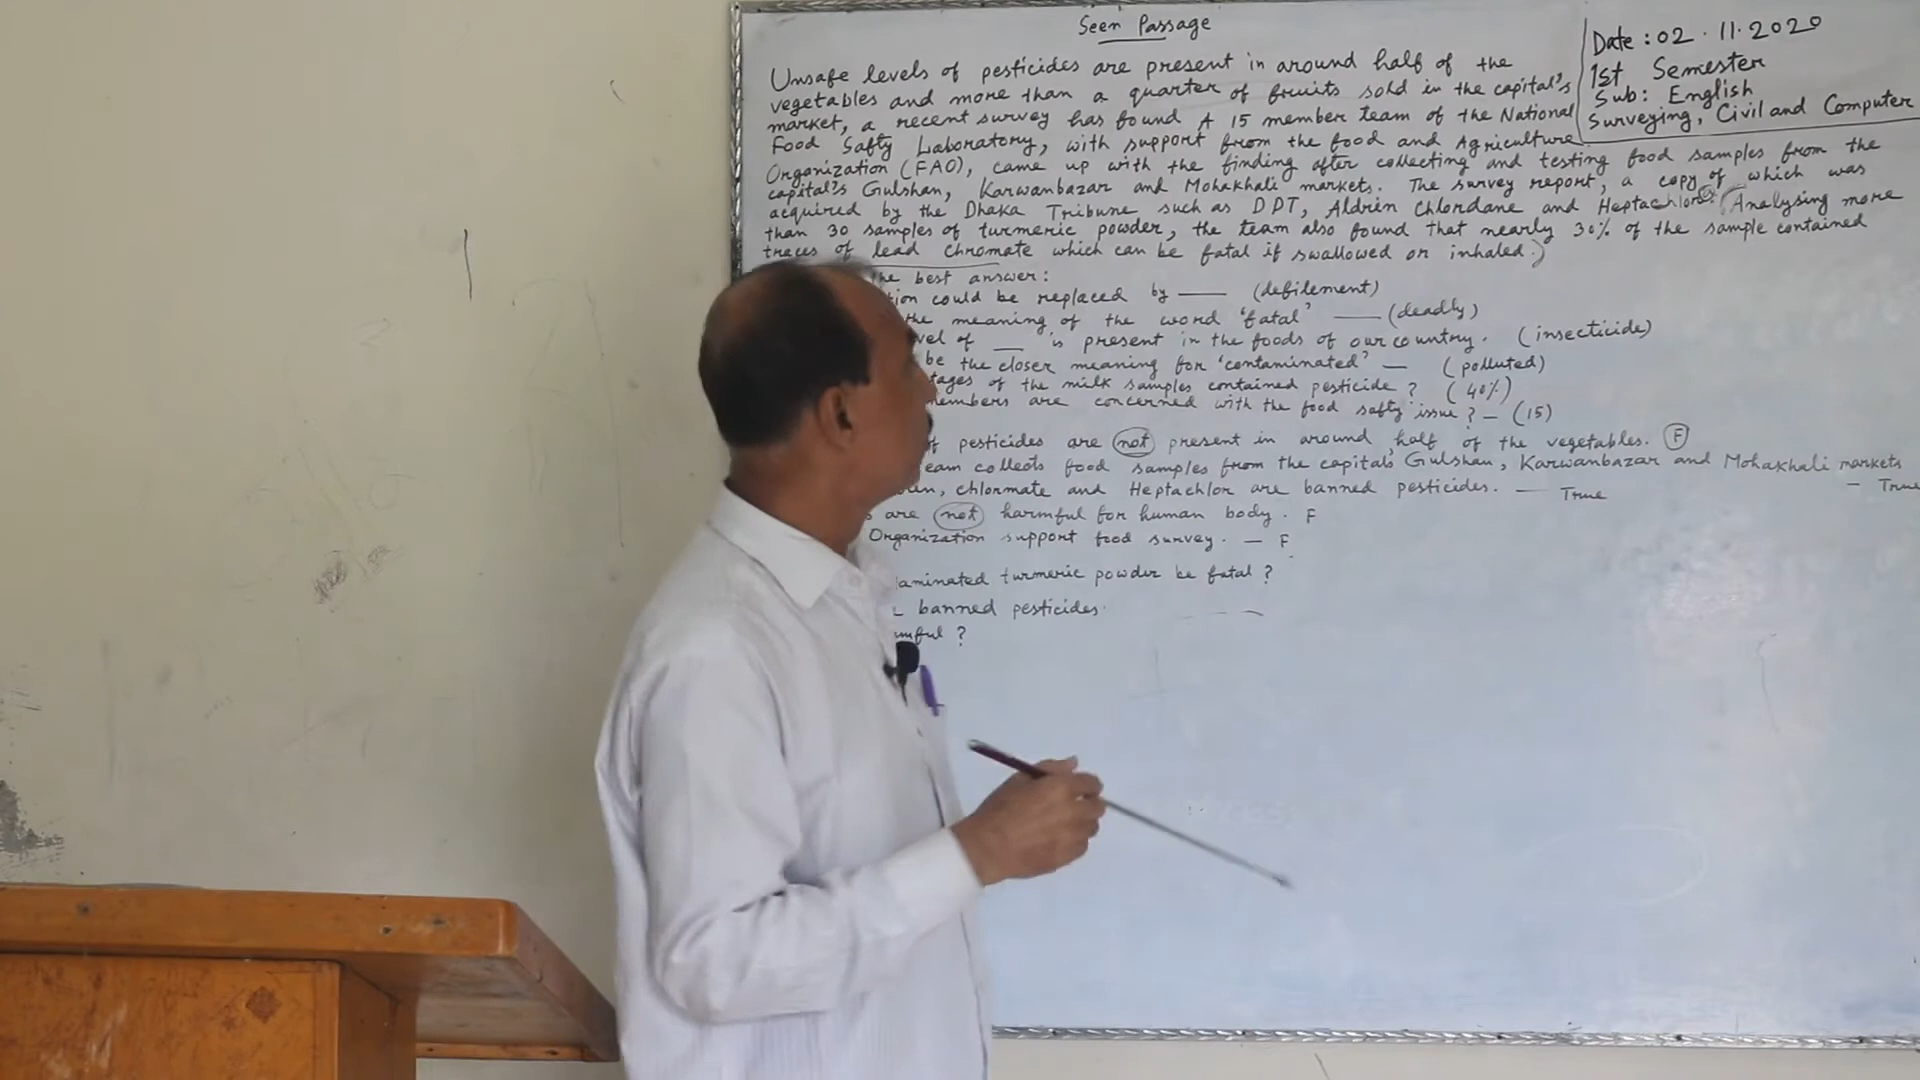 Seen Passage
Date : 02 . 11 . 2020
1st Semester
Sub : English
Surveying, Civil and Computer
Unsafe levels of pesticides are present in around half of the
vegetables and more than a quarter of fruits sold in the capital's
market, a recent survey has found A 15 member team of the National
Food Safty Laboratory, with support from the food and Agriculture
Organization (FAO), came up with the finding after collecting and testing food samples from the
capital's Gulshan, Karwanbazar and Mohakhali markets. The survey report, a copy of which was
acquired by the Dhaka Tribune such as DDT, Aldrin Chlordane and Heptachlor. (Analysing more
than 30 samples of turmeric powder, the team also found that nearly 30% of the sample contained
traces of lead chromate which can be fatal if swallowed or inhaled.)
the best answer :
tion could be replaced by —— (defilement)
the meaning of the word 'fatal' —— (deadly)
vel of __ is present in the foods of our country. (insecticide)
be the closer meaning for 'contaminated' — (polluted)
tages of the milk samples contained pesticide ? (40%)
members are concerned with the food safty issue ? — (15)
of pesticides are not present in around half of the vegetables. F
eam collects food samples from the capitals Gulshan, Karwanbazar and Mohakhali markets
— True
, chlormate and Heptachlor are banned pesticides. — True
s are not harmful for human body. F
Organization support food survey. — F
aminated turmeric powder be fatal ?
banned pesticides.
mful ?